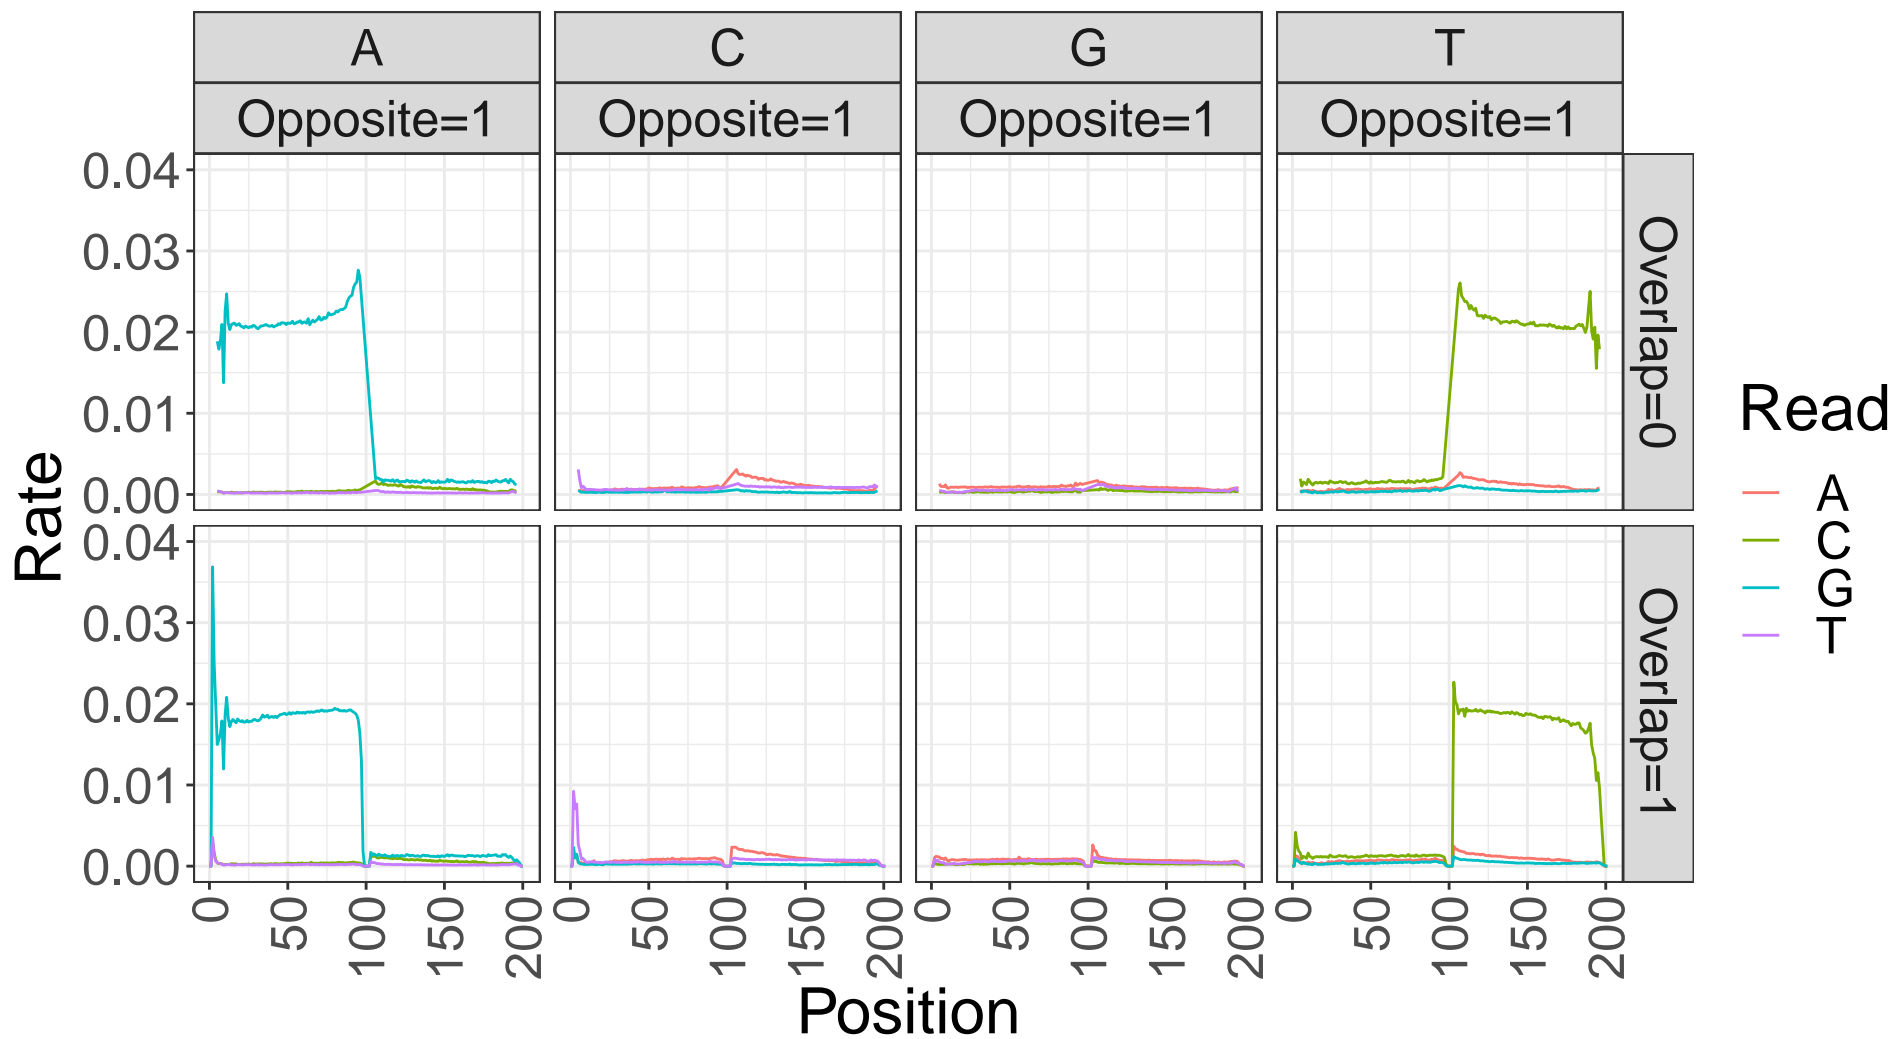 A C G T
Opposite=1 Opposite=1 Opposite=1 Opposite=1
0.04
0.03
0.02
0.01
0.00
Overlap=0
0.04
0.03
0.02
0.01
0.00
Overlap=1
Rate
0 50 100 150 200 0 50 100 150 200 0 50 100 150 200 0 50 100 150 200
Position
Read
A
C
G
T